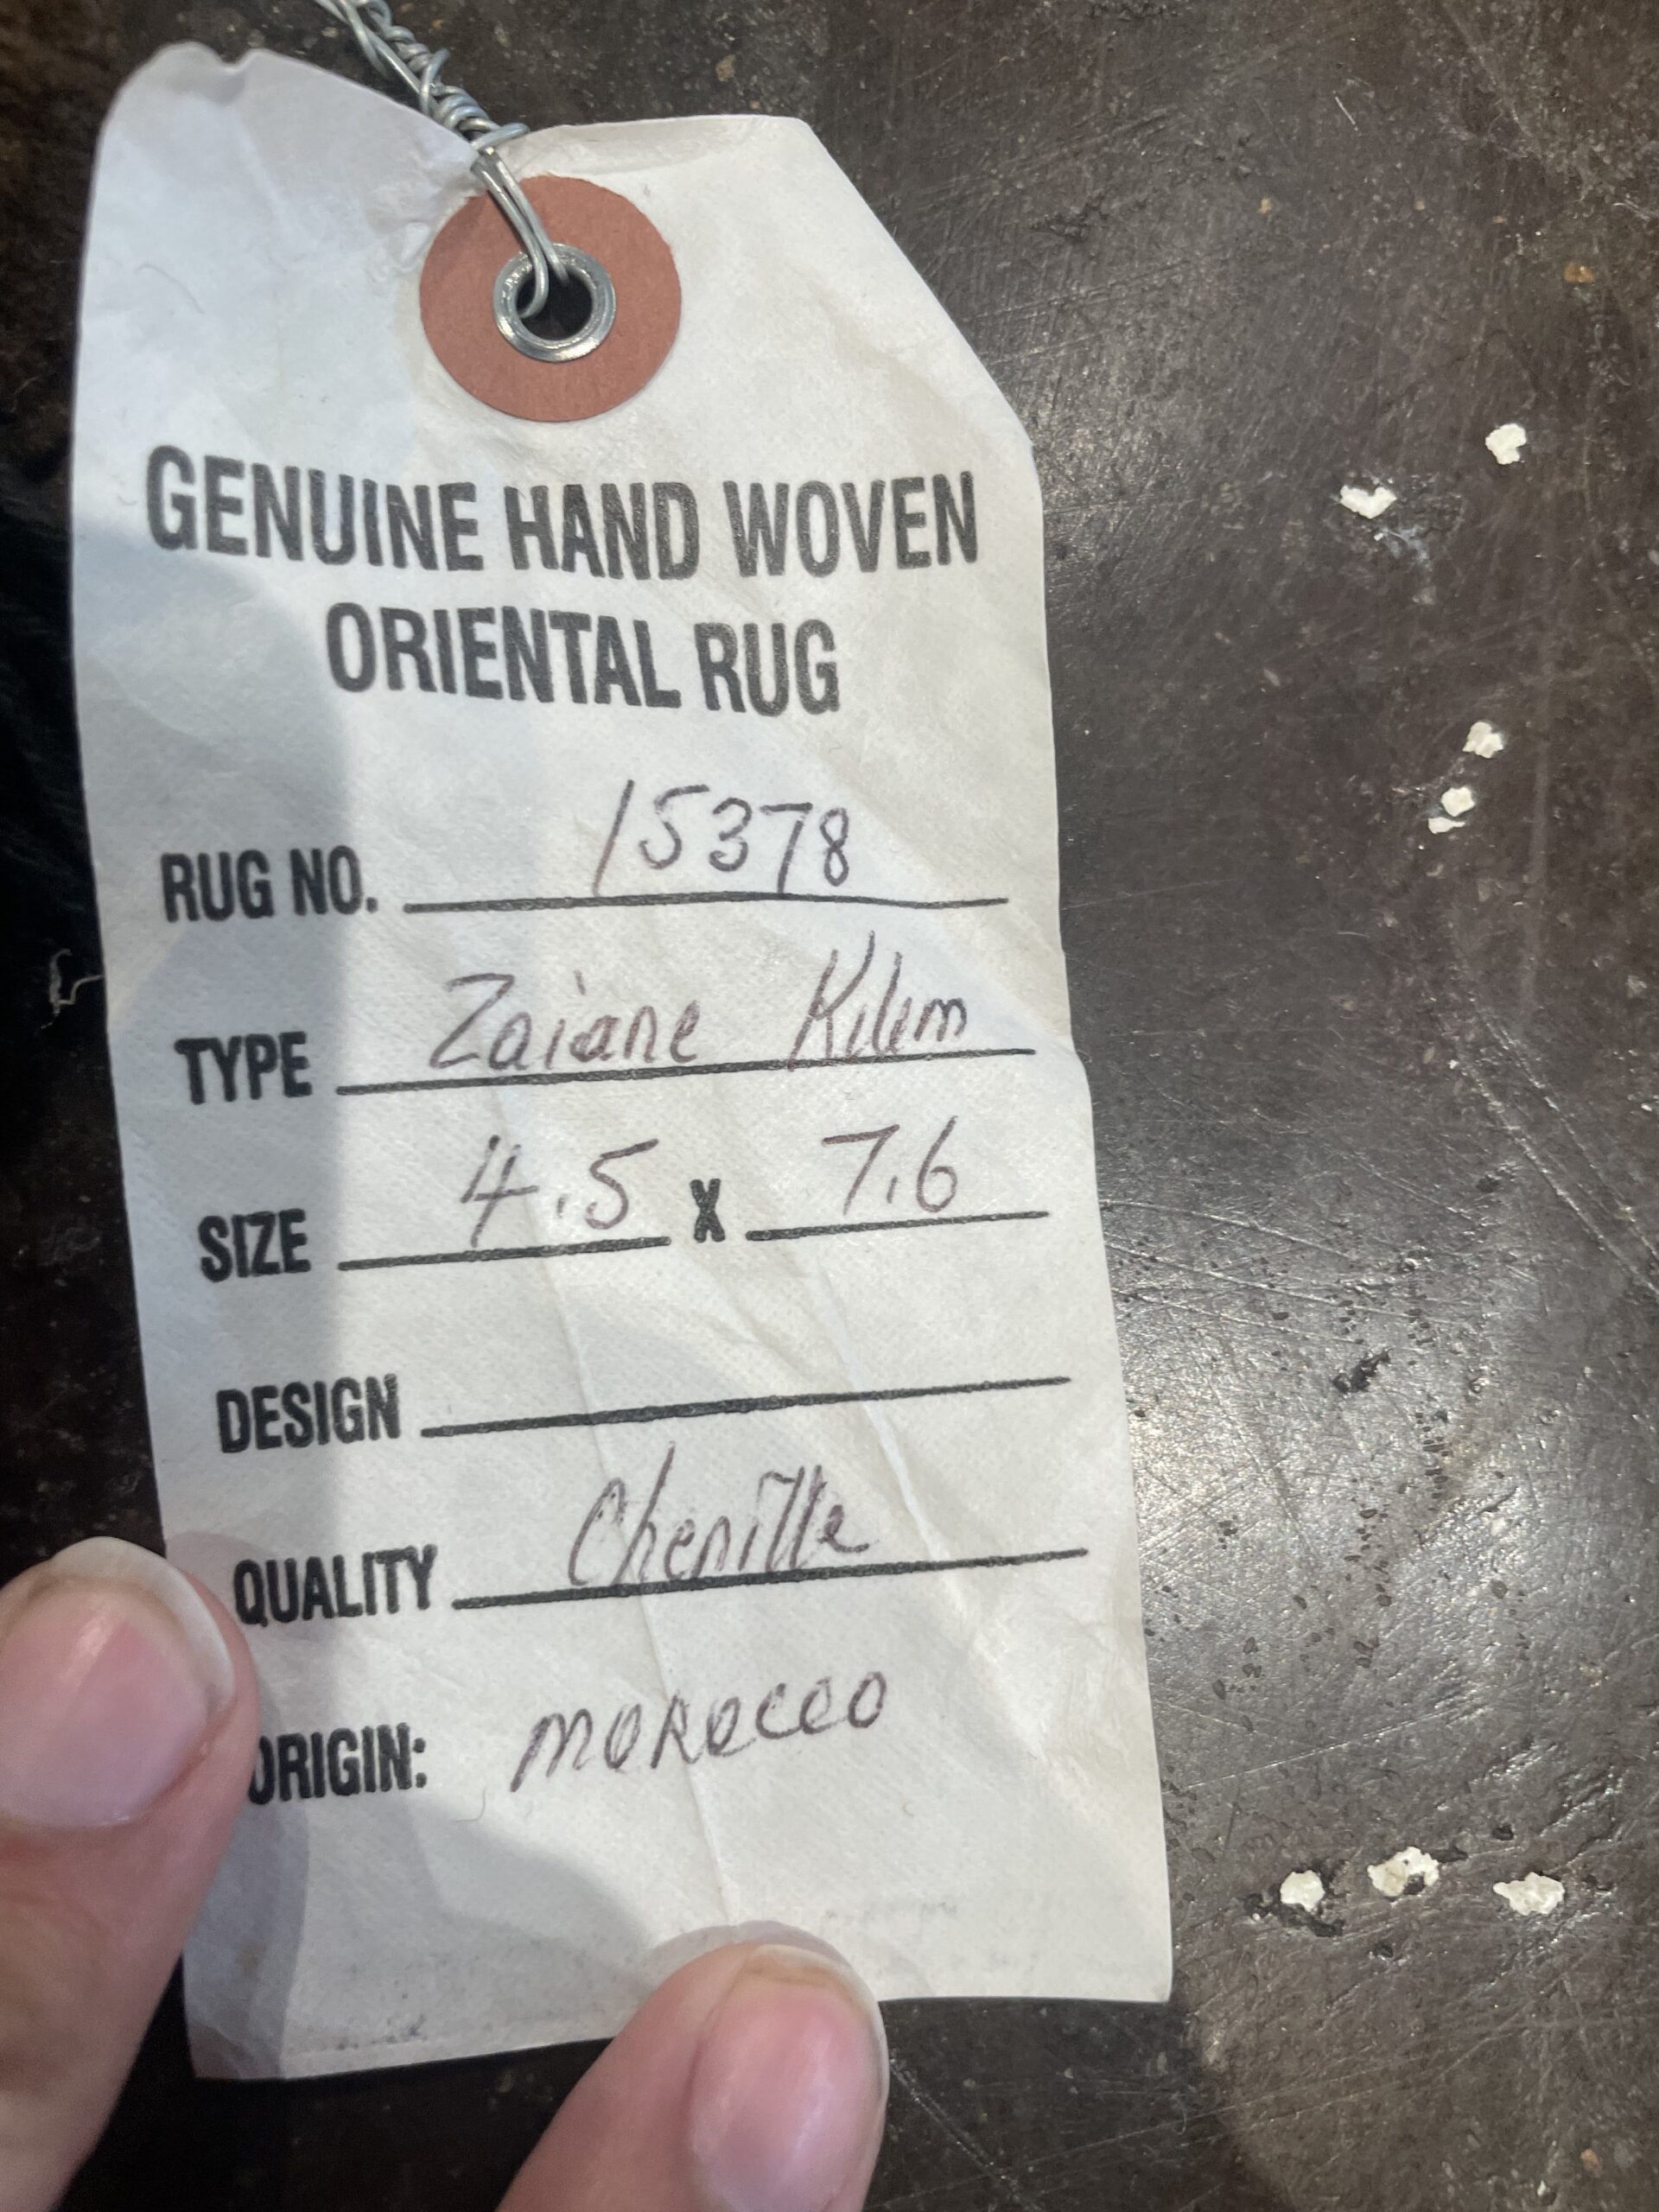 GENUINE HAND WOVEN
ORIENTAL RUG
RUG NO. 15378
TYPE Zaiane Kilim
SIZE 4.5 X 7.6
DESIGN
QUALITY Chenille
ORIGIN: MOROCCO